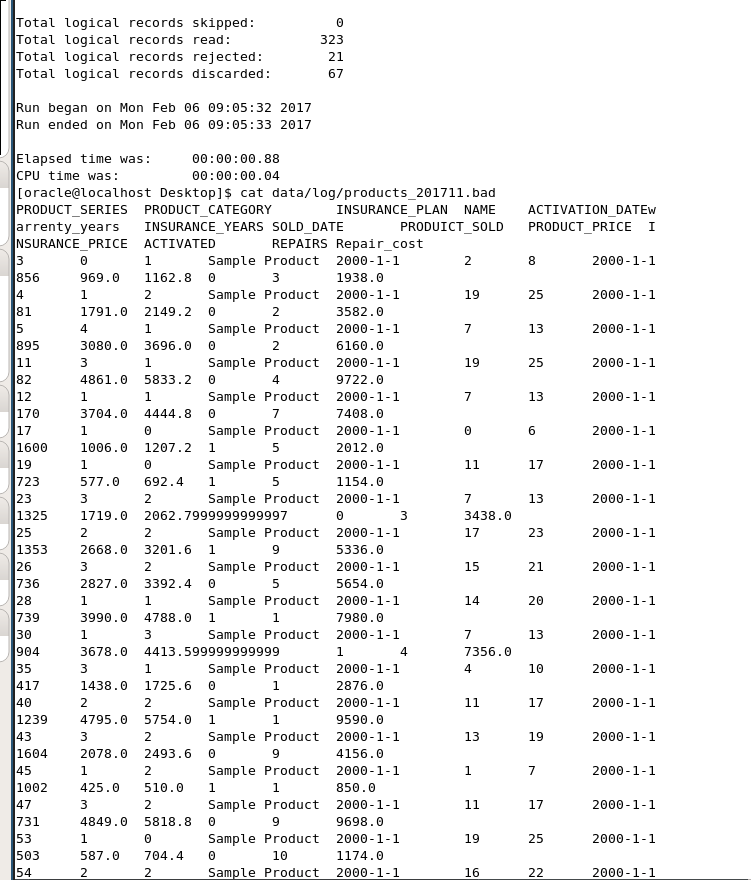 Total logical records skipped:          0
Total logical records read:           323
Total logical records rejected:        21
Total logical records discarded:       67
Run began on Mon Feb 06 09:05:32 2017
Run ended on Mon Feb 06 09:05:33 2017
Elapsed time was:     00:00:00.88
CPU time was:         00:00:00.04
[oracle@localhost Desktop]$ cat data/log/products_201711.bad
PRODUCT_SERIES  PRODUCT_CATEGORY        INSURANCE_PLAN  NAME    ACTIVATION_DATEw
arrenty_years   INSURANCE_YEARS SOLD_DATE       PRODUICT_SOLD   PRODUCT_PRICE  I
NSURANCE_PRICE  ACTIVATED       REPAIRS Repair_cost
3       0       1       Sample Product  2000-1-1        2       8       2000-1-1
856     969.0   1162.8  0       3       1938.0
4       1       2       Sample Product  2000-1-1        19      25      2000-1-1
81      1791.0  2149.2  0       2       3582.0
5       4       1       Sample Product  2000-1-1        7       13      2000-1-1
895     3080.0  3696.0  0       2       6160.0
11      3       1       Sample Product  2000-1-1        19      25      2000-1-1
82      4861.0  5833.2  0       4       9722.0
12      1       1       Sample Product  2000-1-1        7       13      2000-1-1
170     3704.0  4444.8  0       7       7408.0
17      1       0       Sample Product  2000-1-1        0       6       2000-1-1
1600    1006.0  1207.2  1       5       2012.0
19      1       0       Sample Product  2000-1-1        11      17      2000-1-1
723     577.0   692.4   1       5       1154.0
23      3       2       Sample Product  2000-1-1        7       13      2000-1-1
1325    1719.0  2062.7999999999997      0       3       3438.0
25      2       2       Sample Product  2000-1-1        17      23      2000-1-1
1353    2668.0  3201.6  1       9       5336.0
26      3       2       Sample Product  2000-1-1        15      21      2000-1-1
736     2827.0  3392.4  0       5       5654.0
28      1       1       Sample Product  2000-1-1        14      20      2000-1-1
739     3990.0  4788.0  1       1       7980.0
30      1       3       Sample Product  2000-1-1        7       13      2000-1-1
904     3678.0  4413.599999999999       1       4       7356.0
35      3       1       Sample Product  2000-1-1        4       10      2000-1-1
417     1438.0  1725.6  0       1       2876.0
40      2       2       Sample Product  2000-1-1        11      17      2000-1-1
1239    4795.0  5754.0  1       1       9590.0
43      3       2       Sample Product  2000-1-1        13      19      2000-1-1
1604    2078.0  2493.6  0       9       4156.0
45      1       2       Sample Product  2000-1-1        1       7       2000-1-1
1002    425.0   510.0   1       1       850.0
47      3       2       Sample Product  2000-1-1        11      17      2000-1-1
731     4849.0  5818.8  0       9       9698.0
53      1       0       Sample Product  2000-1-1        19      25      2000-1-1
503     587.0   704.4   0       10      1174.0
54      2       2       Sample Product  2000-1-1        16      22      2000-1-1